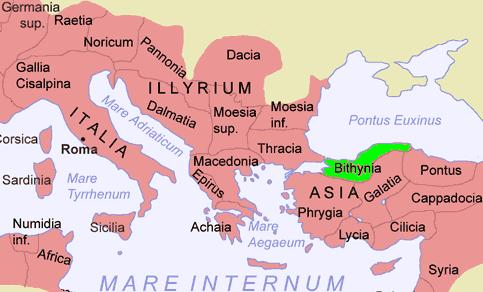 Germania
sup.
Raetia
Noricum
Pannonia
Dacia
Gallia
Cisalpina
ILLYRIUM
Mare Adriaticum
Dalmatia
Moesia
sup.
Moesia
inf.
Pontus Euxinus
ITALIA
Corsica
Roma
Thracia
Macedonia
Bithynia
Pontus
Sardinia
Mare
Tyrrhenum
Epirus
ASIA
Galatia
Cappadocia
Phrygia
Numidia
inf.
Sicilia
Achaia
Mare
Aegaeum
Lycia
Cilicia
Africa
Syria
MARE INTERNUM